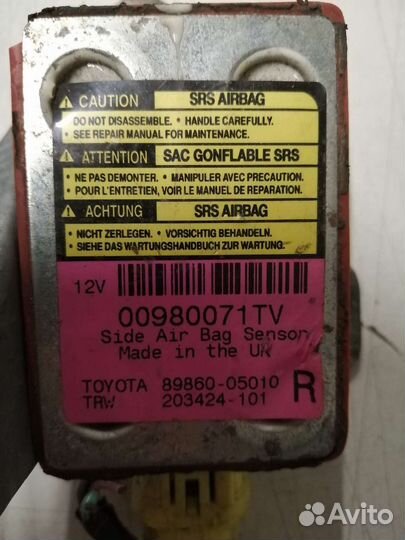 CAUTION SRS AIRBAG
DO NOT DISASSEMBLE. • HANDLE CAREFULLY.
• SEE REPAIR MANUAL FOR MAINTENANCE.
ATTENTION SAC GONFLABLE SRS
• NE PAS DEMONTER. • MANIPULER AVEC PRECAUTION.
• POUR L'ENTRETIEN, VOIR LE MANUEL DE REPARATION.
ACHTUNG SRS AIRBAG
• NICHT ZERLEGEN. • VORSICHTIG BEHANDELN.
• SIEHE DAS WARTUNGSHANDBUCH ZUR WARTUNG.
12V
00980071TV
Side Air Bag Sensor
Made in the UK
TOYOTA 89860-05010 R
TRW 203424-101
Avito